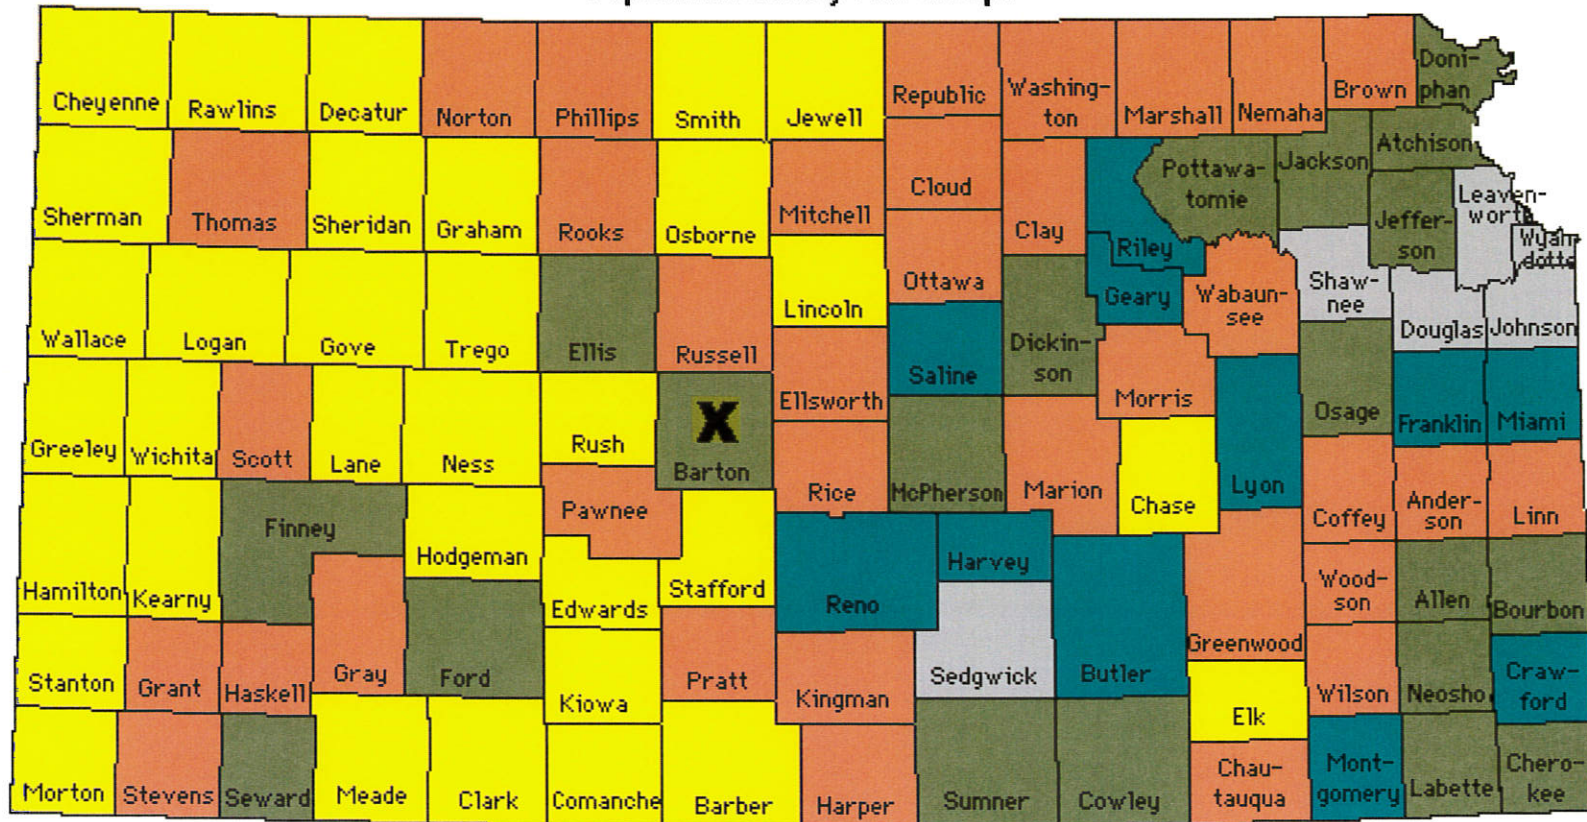 Cheyenne
Rawlins
Decatur
Norton
Phillips
Smith
Jewell
Republic
Washing-
ton
Marshall
Nemaha
Brown
Doni-
phan
Sherman
Thomas
Sheridan
Graham
Rooks
Osborne
Mitchell
Cloud
Clay
Riley
Pottawa-
tomie
Jackson
Atchison
Jeffer-
son
Leaven-
worth
Wyan-
dotte
Wallace
Logan
Gove
Trego
Ellis
Russell
Lincoln
Ottawa
Saline
Dickin-
son
Geary
Wabaun-
see
Shaw-
nee
Douglas
Johnson
Greeley
Wichita
Scott
Lane
Ness
Rush
X
Barton
Ellsworth
Rice
McPherson
Marion
Morris
Chase
Lyon
Osage
Franklin
Miami
Hamilton
Kearny
Finney
Hodgeman
Pawnee
Edwards
Stafford
Reno
Harvey
Sedgwick
Butler
Greenwood
Coffey
Ander-
son
Linn
Wood-
son
Allen
Bourbon
Stanton
Grant
Haskell
Gray
Ford
Kiowa
Pratt
Kingman
Elk
Wilson
Neosho
Craw-
ford
Morton
Stevens
Seward
Meade
Clark
Comanche
Barber
Harper
Sumner
Cowley
Chau-
tauqua
Mont-
gomery
Labette
Chero-
kee